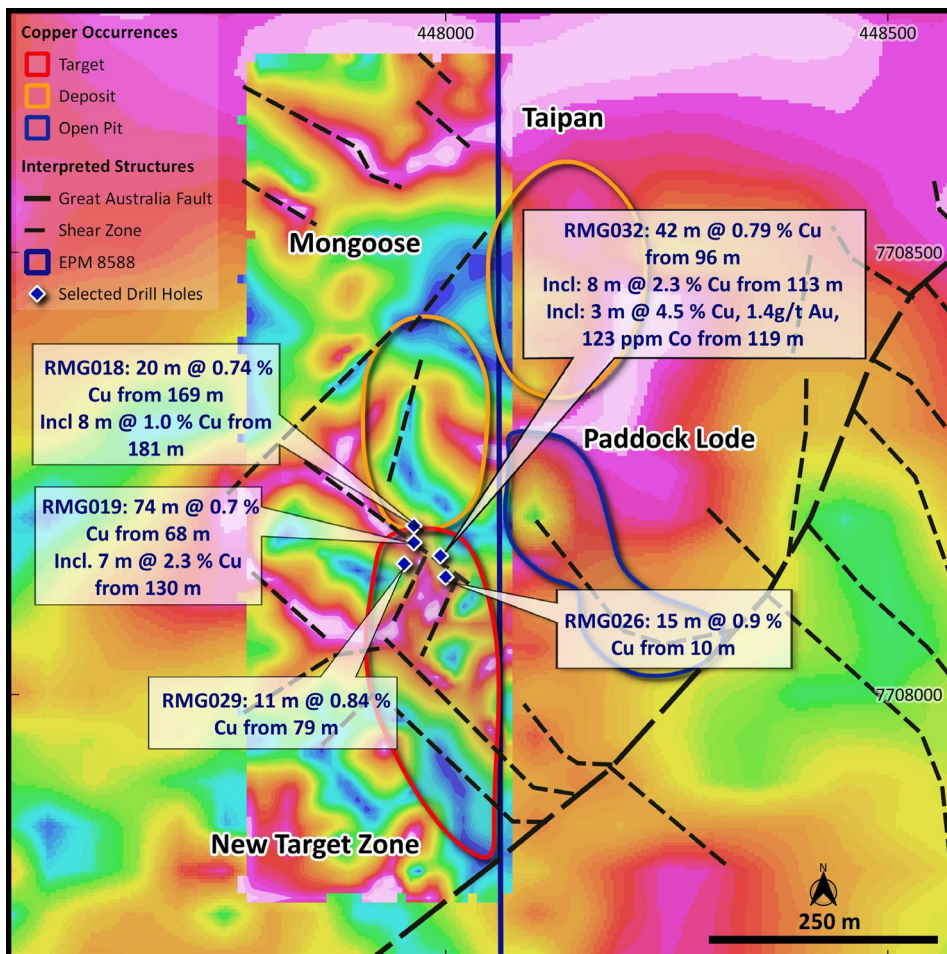 Copper Occurrences
Target
Deposit
Open Pit
Interpreted Structures
Great Australia Fault
Shear Zone
EPM 8588
Selected Drill Holes
448000
448500
Taipan
Mongoose
7708500
RMG032: 42 m @ 0.79 % Cu
from 96 m
Incl: 8 m @ 2.3 % Cu from 113 m
Incl: 3 m @ 4.5 % Cu, 1.4g/t Au,
123 ppm Co from 119 m
RMG018: 20 m @ 0.74 %
Cu from 169 m
Incl 8 m @ 1.0 % Cu from
181 m
Paddock Lode
RMG019: 74 m @ 0.7 %
Cu from 68 m
Incl. 7 m @ 2.3 % Cu
from 130 m
RMG026: 15 m @ 0.9 %
Cu from 10 m
RMG029: 11 m @ 0.84 %
Cu from 79 m
7708000
New Target Zone
N
250 m